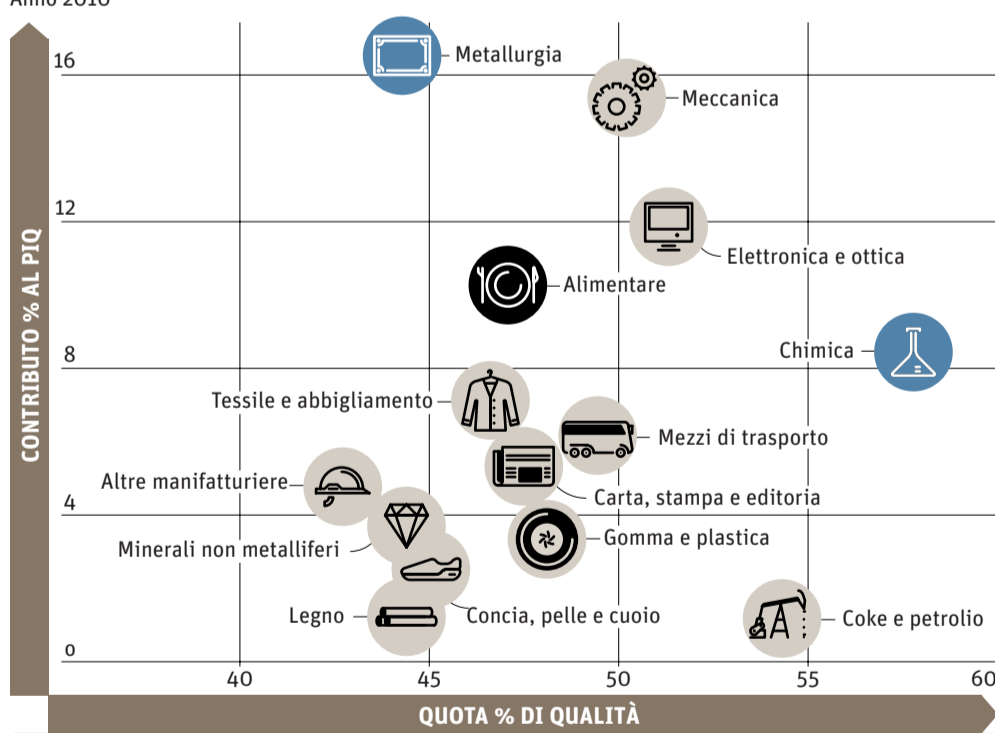 Anno 2010
16
Metallurgia
Meccanica
12
Elettronica e ottica
Alimentare
8
Chimica
Tessile e abbigliamento
Mezzi di trasporto
Altre manifatturiere
Carta, stampa e editoria
4
Gomma e plastica
Minerali non metalliferi
Legno
Concia, pelle e cuoio
Coke e petrolio
0
40
45
50
55
60
CONTRIBUTO % AL PIQ
QUOTA % DI QUALITÀ